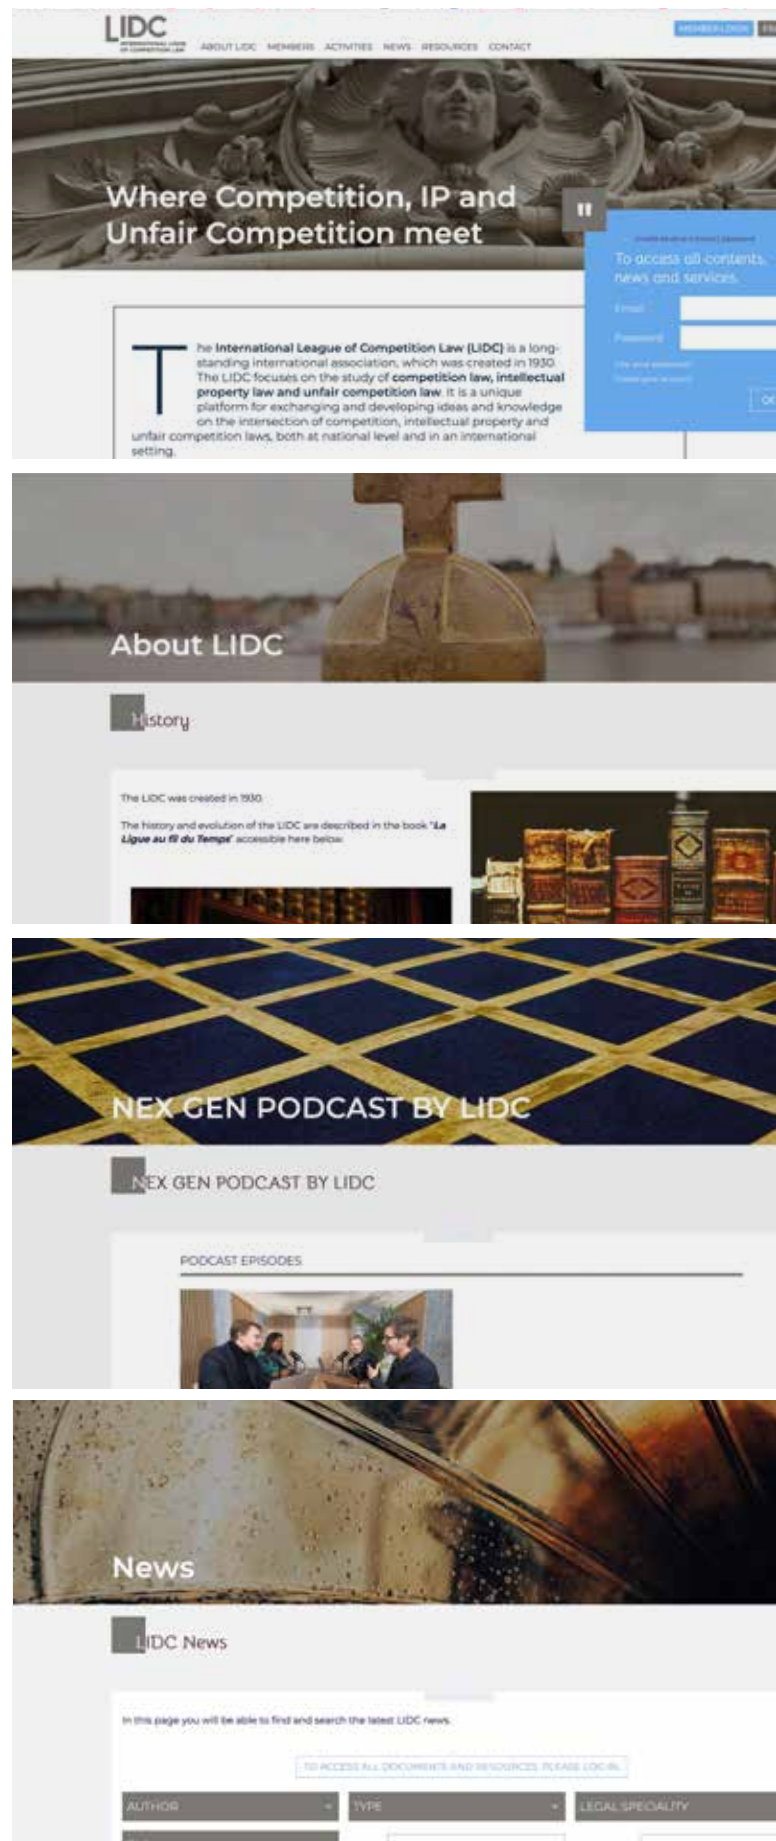 LIDC
INTERNATIONAL LEAGUE
OF COMPETITION LAW
ABOUT LIDC MEMBERS ACTIVITIES NEWS RESOURCES CONTACT
MEMBER LOGIN
Where Competition, IP and
Unfair Competition meet
"
To access all contents,
news and services.
Email
Password
The International League of Competition Law (LIDC) is a long-
standing international association, which was created in 1930.
The LIDC focuses on the study of competition law, intellectual
property law and unfair competition law. It is a unique
platform for exchanging and developing ideas and knowledge
on the intersection of competition, intellectual property and
unfair competition laws, both at national level and in an international
setting.
About LIDC
History
The LIDC was created in 1930.
The history and evolution of the LIDC are described in the book "La
Ligue au fil du Temps" accessible here below.
NEX GEN PODCAST BY LIDC
NEX GEN PODCAST BY LIDC
PODCAST EPISODES
News
LIDC News
In this page you will be able to find and search the latest LIDC news.
TO ACCESS ALL DOCUMENTS AND RESOURCES, PLEASE LOG IN.
AUTHOR TYPE LEGAL SPECIALITY